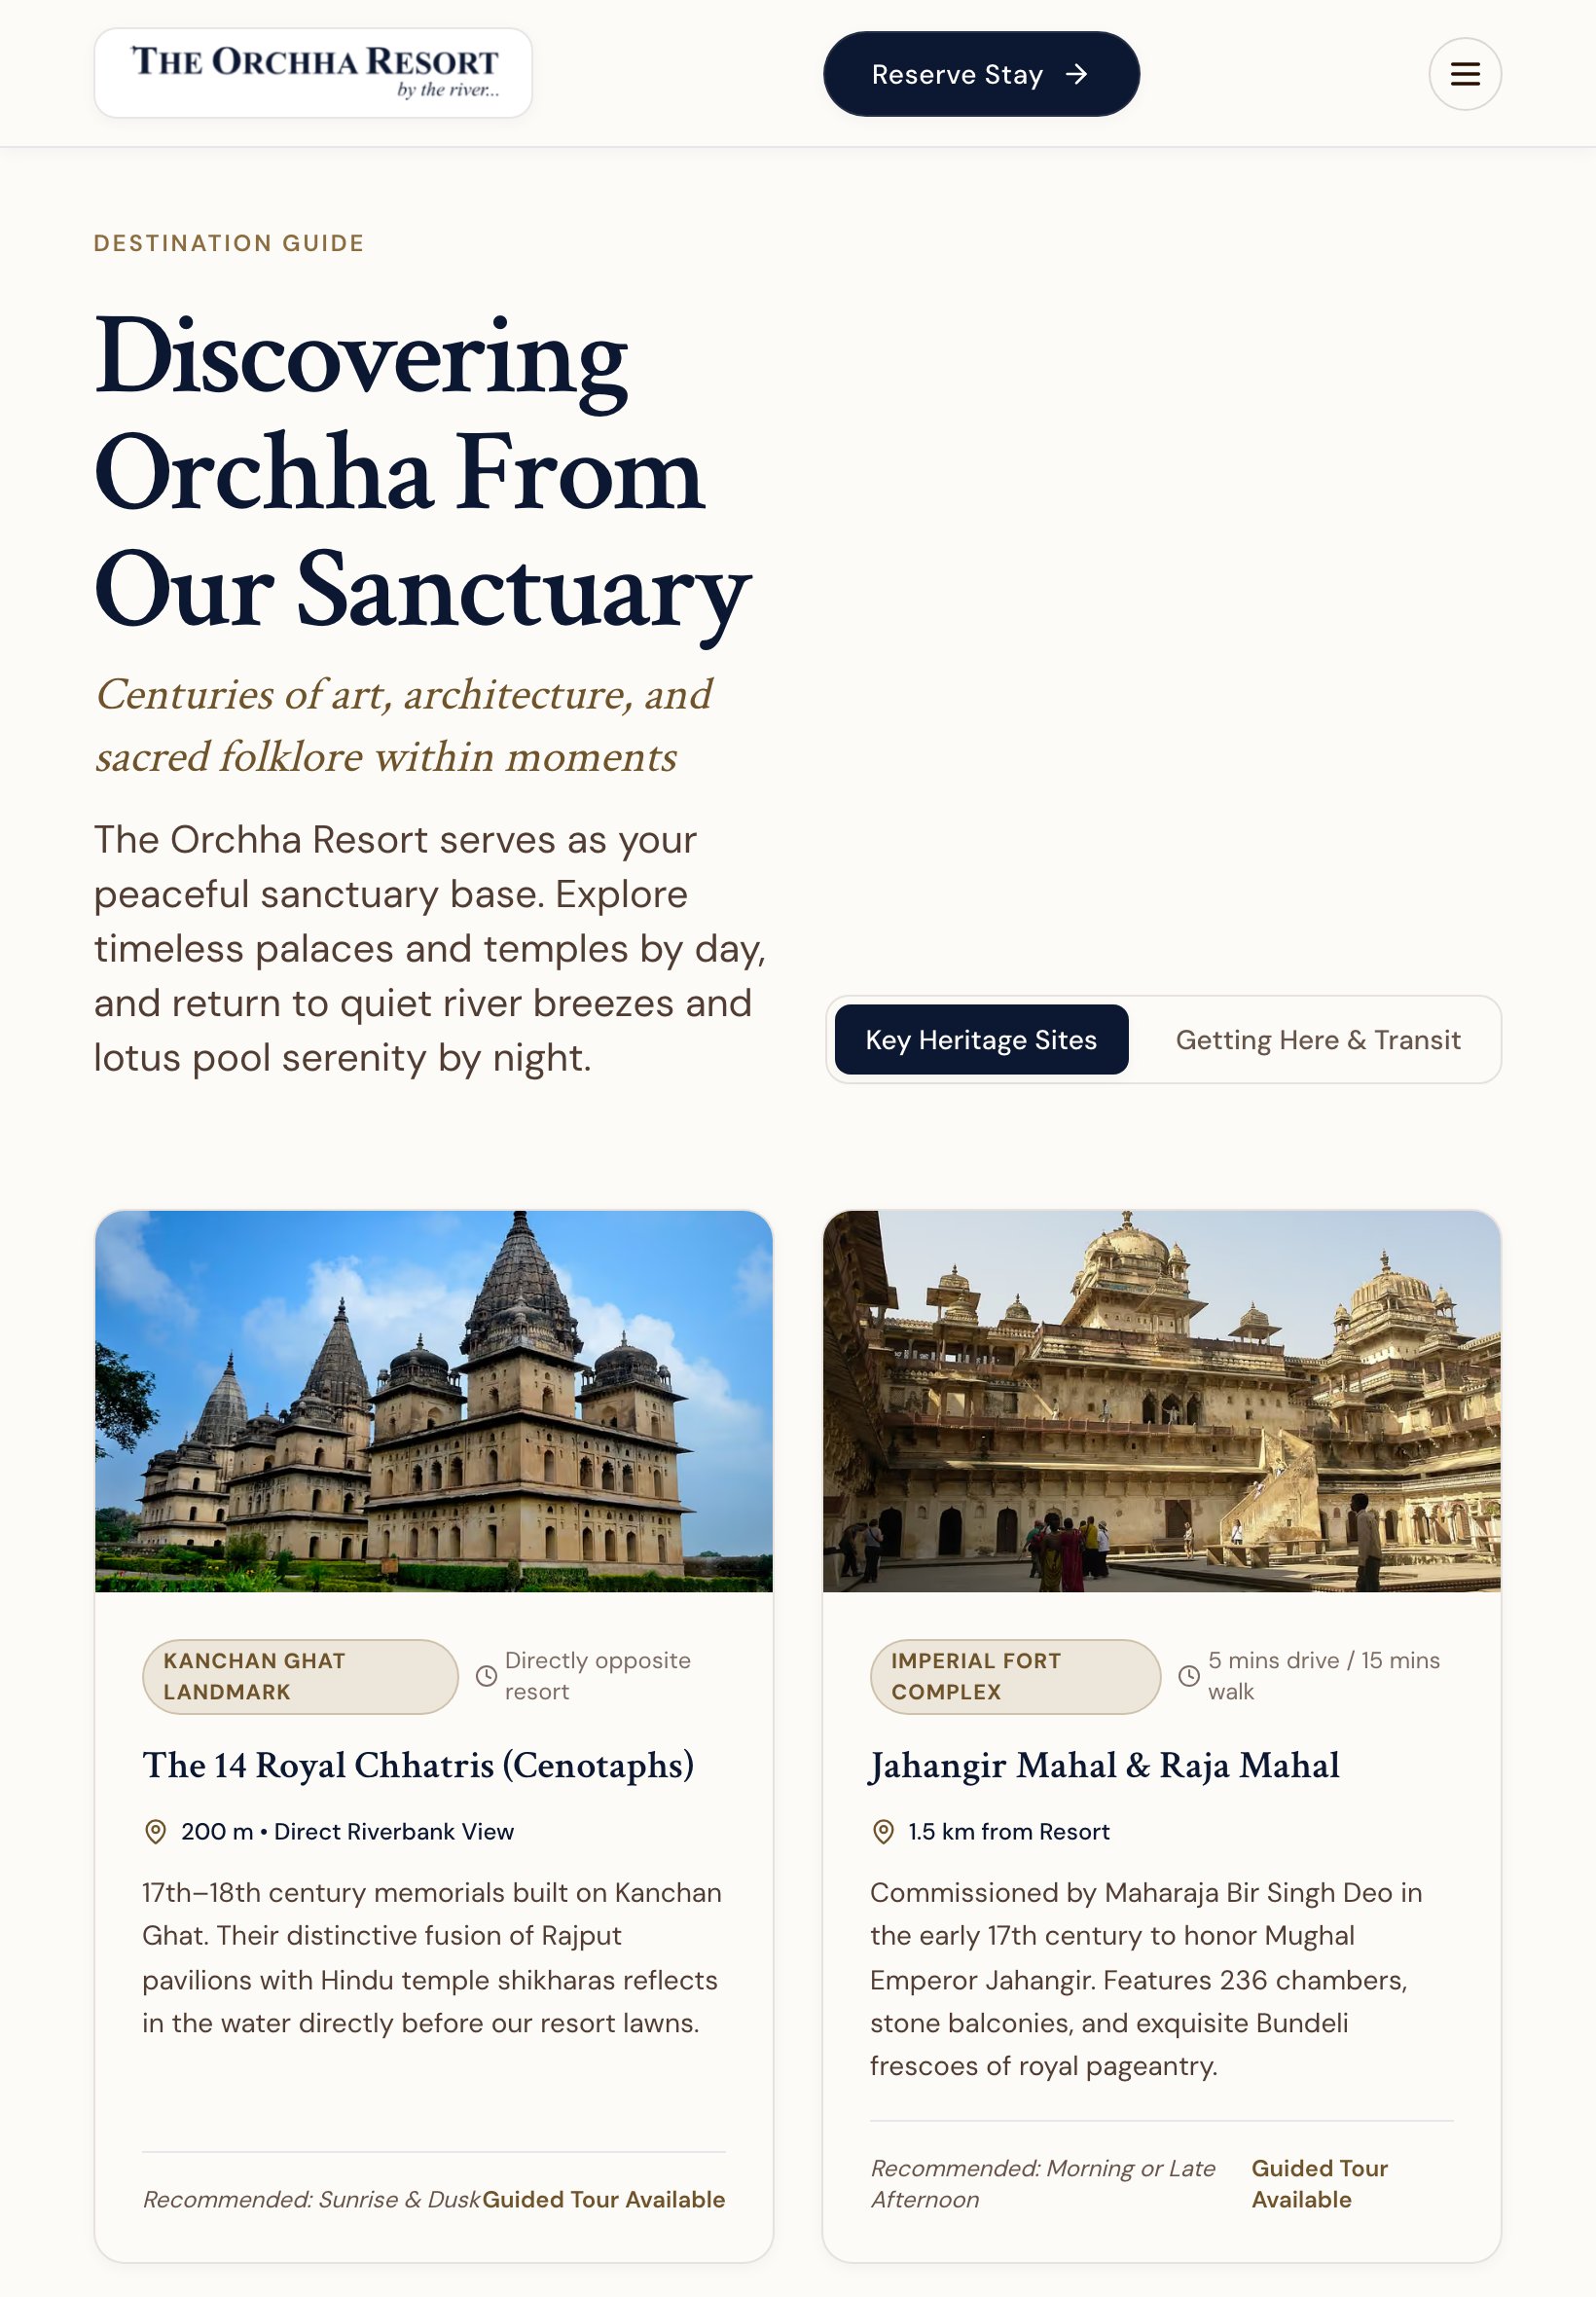 THE ORCHHA RESORT
by the river...
Reserve Stay
DESTINATION GUIDE
Discovering
Orchha From
Our Sanctuary
Centuries of art, architecture, and
sacred folklore within moments
The Orchha Resort serves as your
peaceful sanctuary base. Explore
timeless palaces and temples by day,
and return to quiet river breezes and
lotus pool serenity by night.
Key Heritage Sites
Getting Here & Transit
KANCHAN GHAT
LANDMARK
Directly opposite
resort
The 14 Royal Chhatris (Cenotaphs)
200 m • Direct Riverbank View
17th–18th century memorials built on Kanchan
Ghat. Their distinctive fusion of Rajput
pavilions with Hindu temple shikharas reflects
in the water directly before our resort lawns.
Recommended: Sunrise & Dusk
Guided Tour Available
IMPERIAL FORT
COMPLEX
5 mins drive / 15 mins
walk
Jahangir Mahal & Raja Mahal
1.5 km from Resort
Commissioned by Maharaja Bir Singh Deo in
the early 17th century to honor Mughal
Emperor Jahangir. Features 236 chambers,
stone balconies, and exquisite Bundeli
frescoes of royal pageantry.
Recommended: Morning or Late
Afternoon
Guided Tour
Available